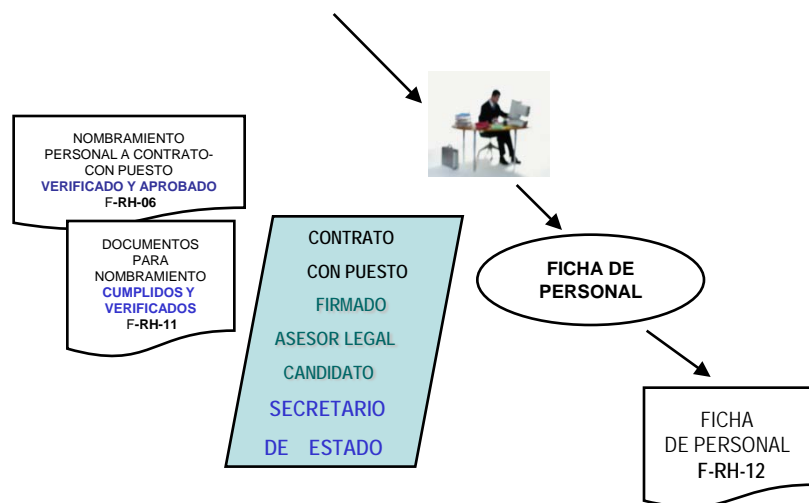 NOMBRAMIENTO
PERSONAL A CONTRATO-
CON PUESTO
VERIFICADO Y APROBADO
F-RH-06
DOCUMENTOS
PARA
NOMBRAMIENTO
CUMPLIDOS Y
VERIFICADOS
F-RH-11
CONTRATO
CON PUESTO
FIRMADO
ASESOR LEGAL
CANDIDATO
SECRETARIO
DE ESTADO
FICHA DE
PERSONAL
FICHA
DE PERSONAL
F-RH-12